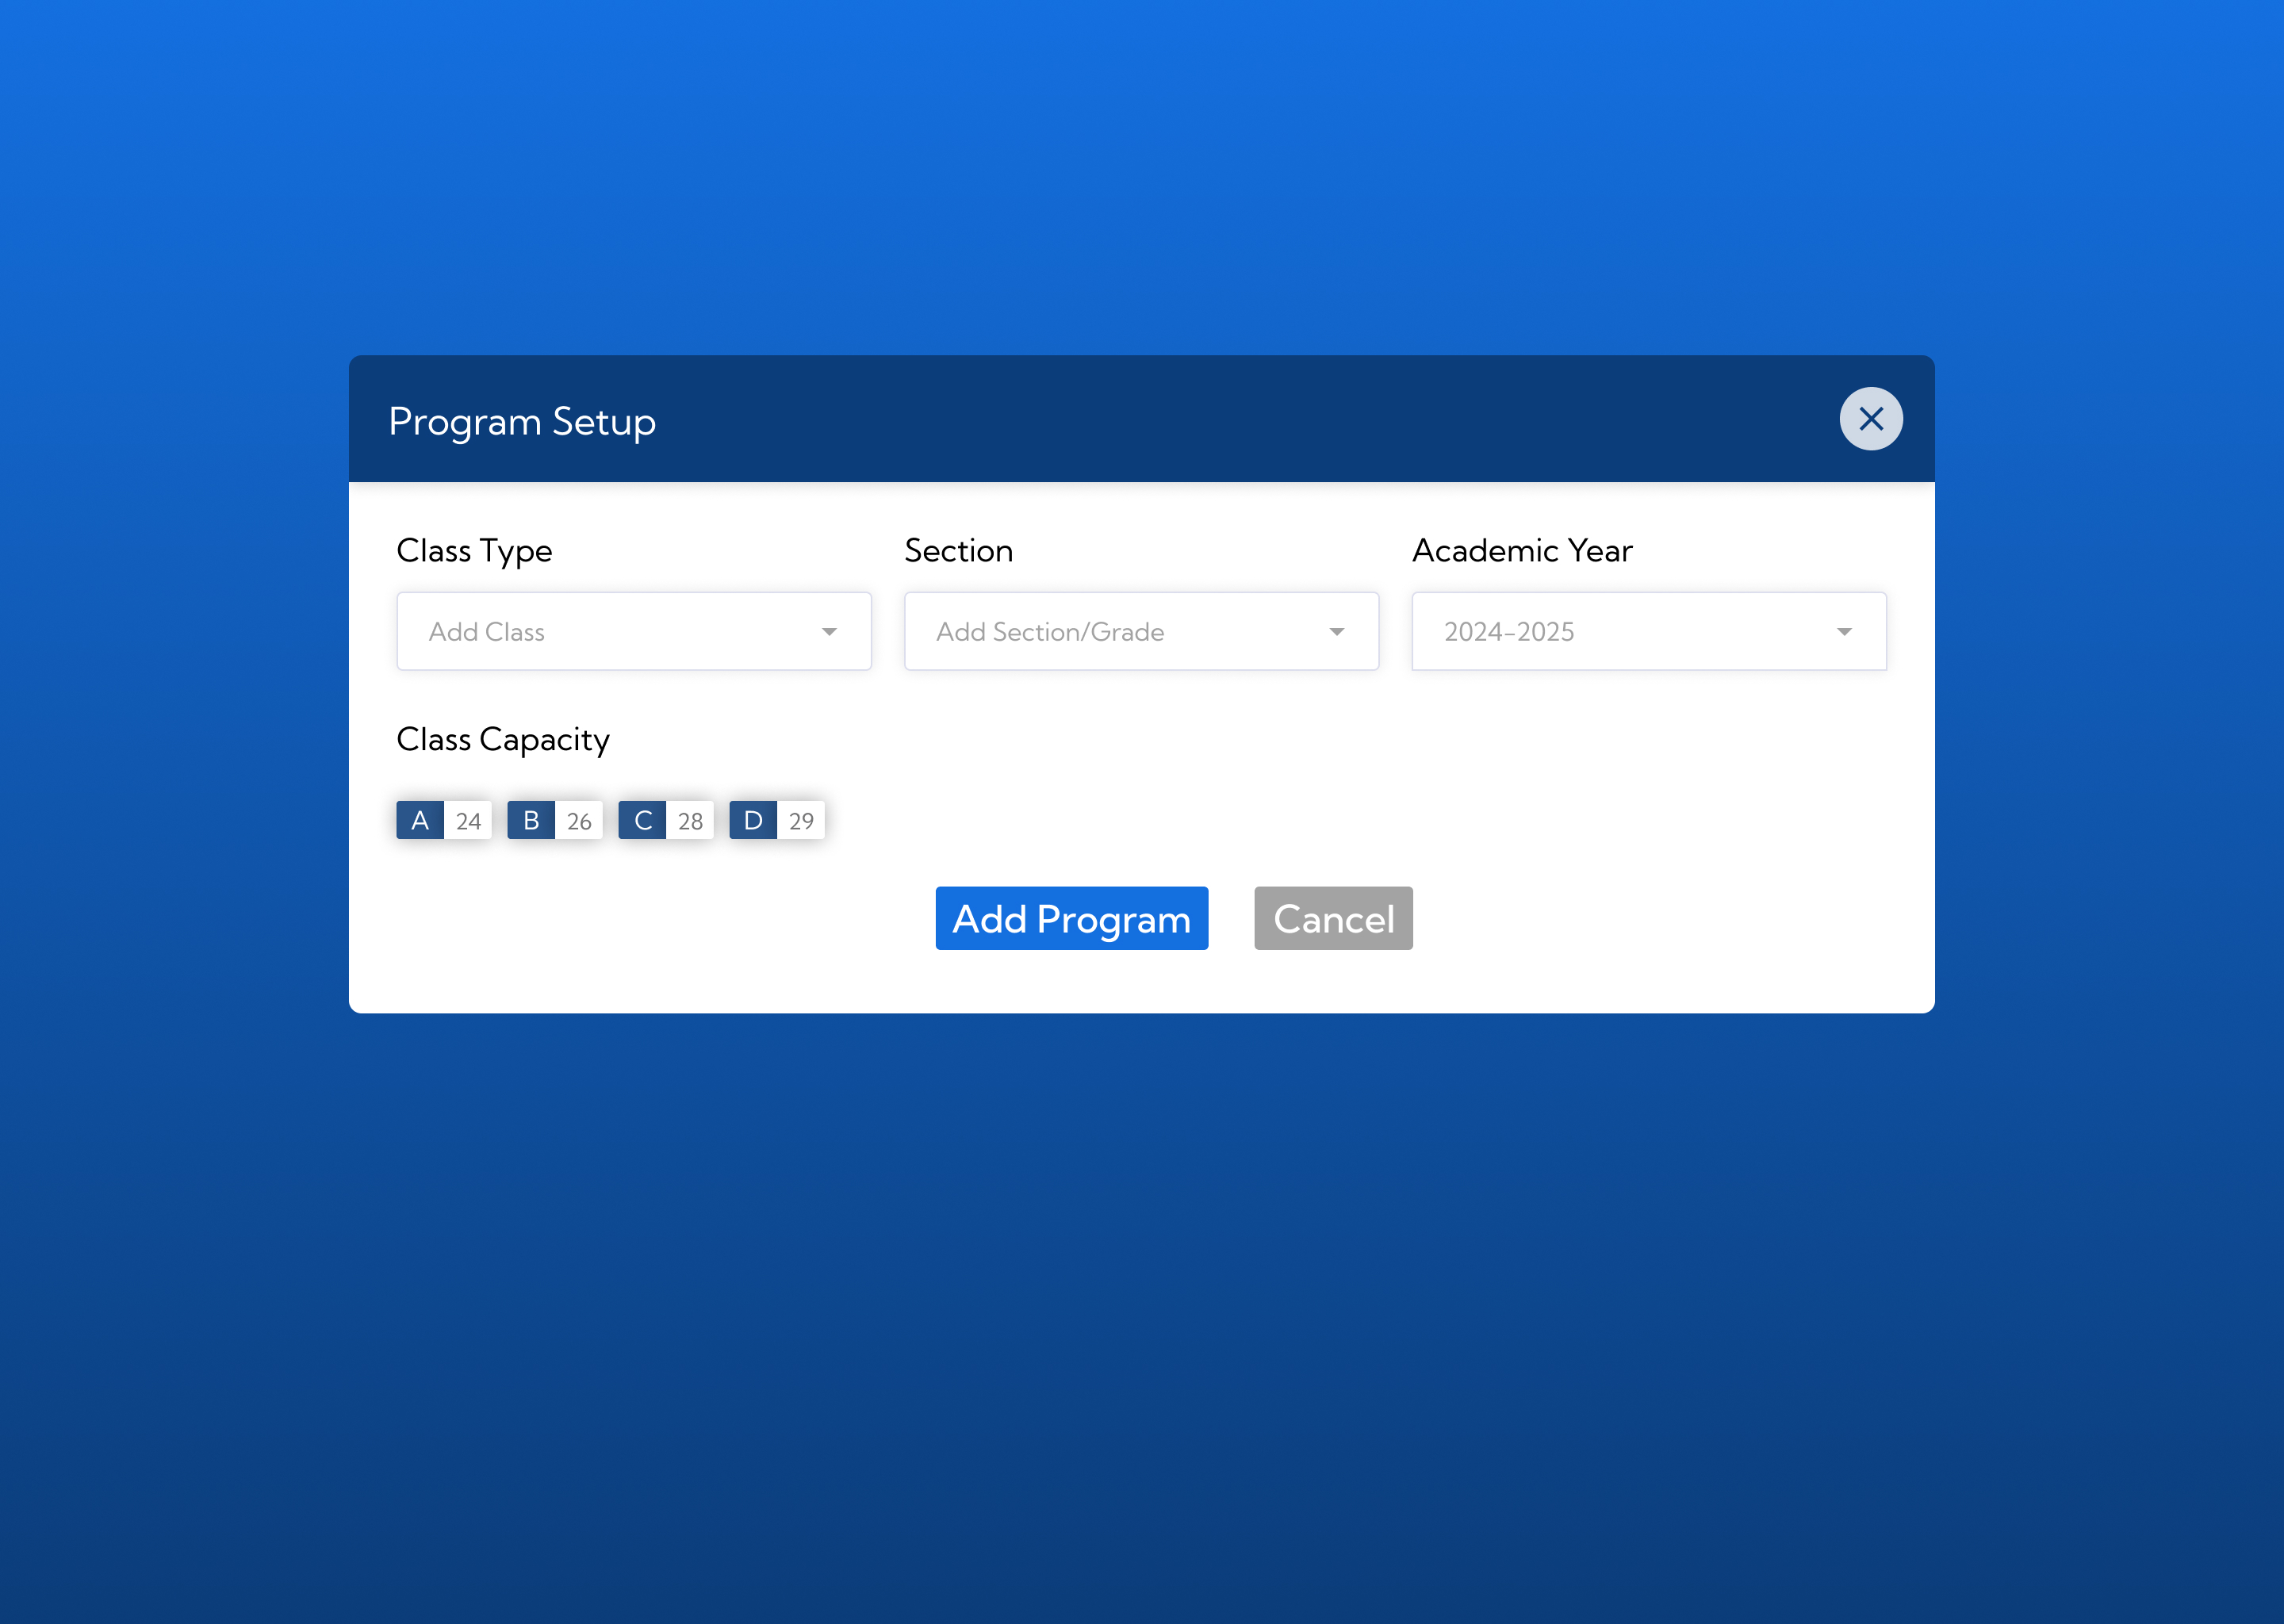 Program Setup
Class Type
Section
Academic Year
Add Class
Add Section/Grade
2024-2025
Class Capacity
A 24 B 26 C 28 D 29
Add Program
Cancel